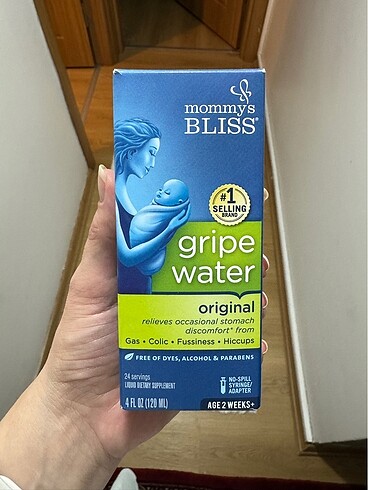 mommys
BLISS®
#1
SELLING
BRAND
gripe
water
original
relieves occasional stomach
discomfort* from
Gas • Colic • Fussiness • Hiccups
FREE OF DYES, ALCOHOL & PARABENS
24 servings
LIQUID DIETARY SUPPLEMENT
4 FL OZ (120 ML)
NO-SPILL
SYRINGE/
ADAPTER
AGE 2 WEEKS+